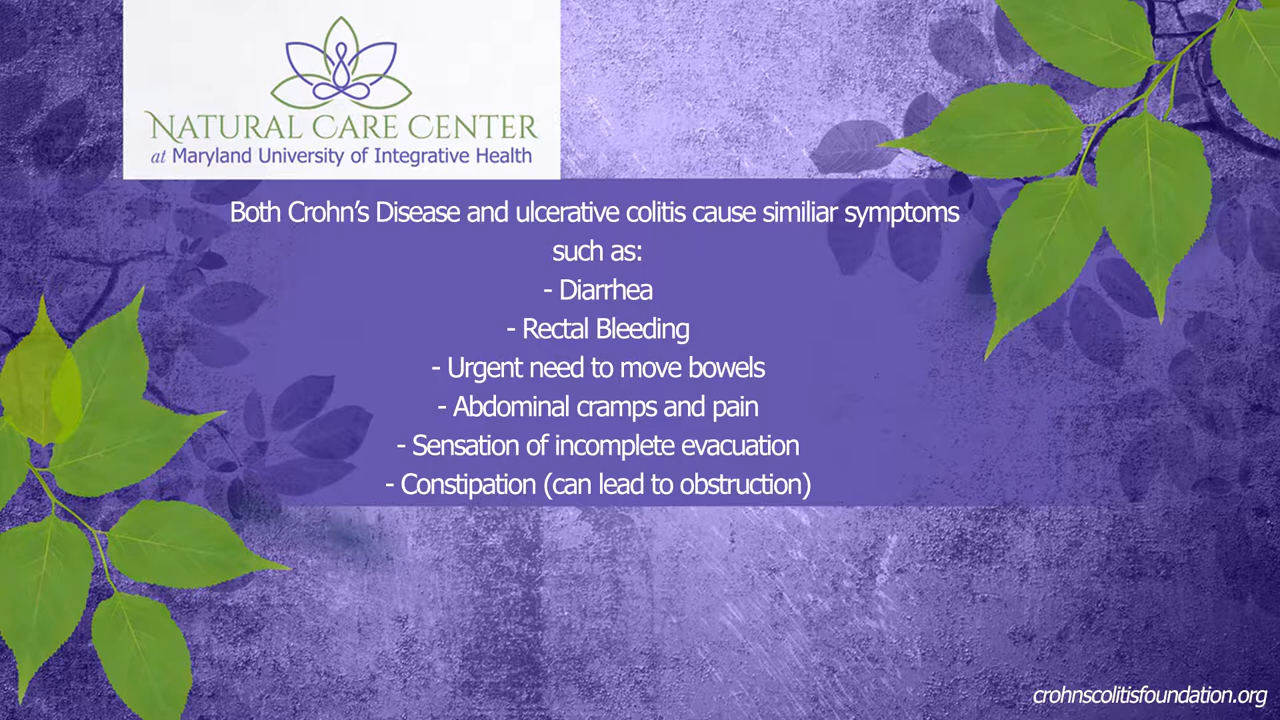 NATURAL CARE CENTER
at Maryland University of Integrative Health
Both Crohn's Disease and ulcerative colitis cause similiar symptoms
such as:
- Diarrhea
- Rectal Bleeding
- Urgent need to move bowels
- Abdominal cramps and pain
- Sensation of incomplete evacuation
- Constipation (can lead to obstruction)
crohnscolitisfoundation.org